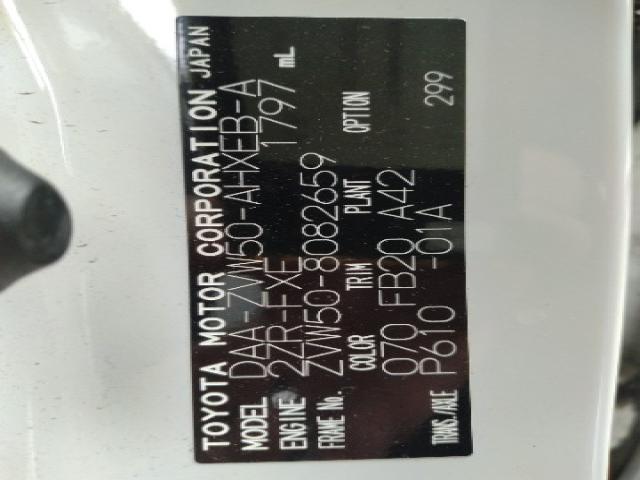 TOYOTA MOTOR CORPORATION JAPAN
MODEL DAA-ZVW50-AHXEB-A
ENGINE 2ZR-FXE 1797 mL
FRAME No. ZVW50-8082659
COLOR TRIM PLANT OPTION
070 FB20 A42
TRANS/AXLE P610 -01A 299